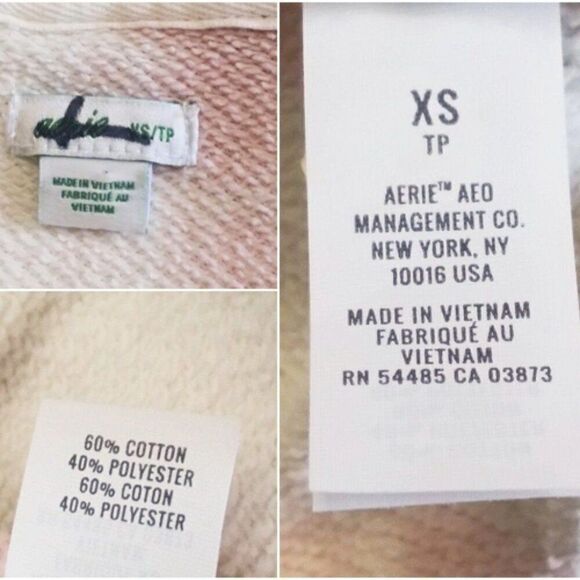 aerie XS/TP
MADE IN VIETNAM
FABRIQUÉ AU
VIETNAM
60% COTTON
40% POLYESTER
60% COTON
40% POLYESTER
XS
TP
AERIE™ AEO
MANAGEMENT CO.
NEW YORK, NY
10016 USA
MADE IN VIETNAM
FABRIQUÉ AU
VIETNAM
RN 54485 CA 03873